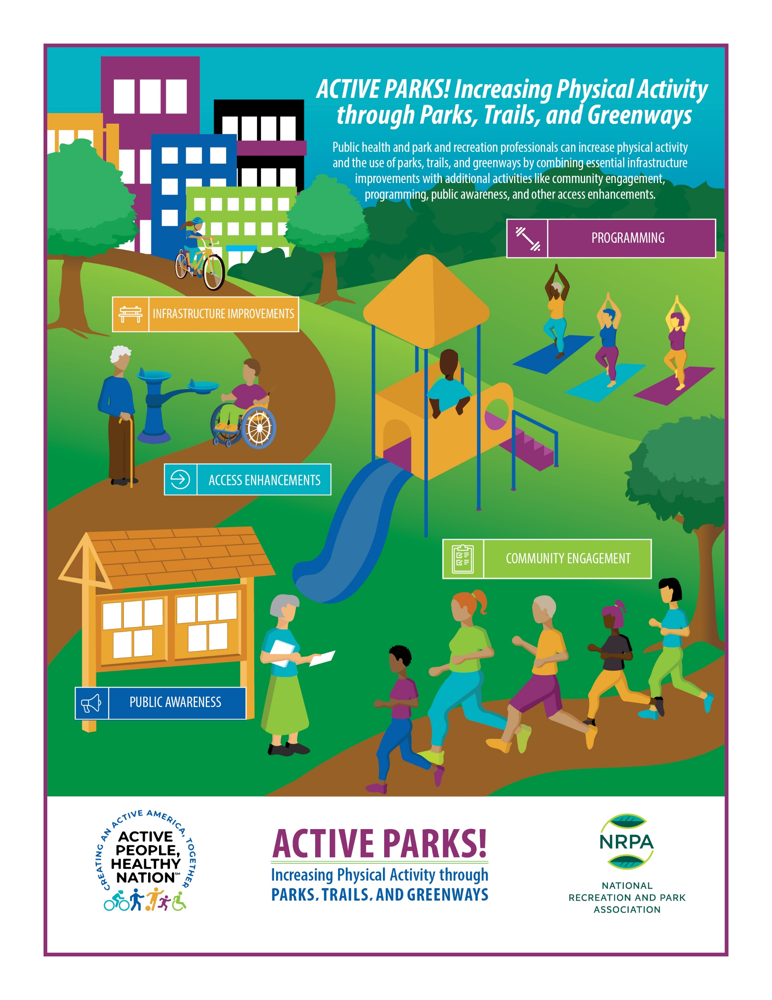 ACTIVE PARKS! Increasing Physical Activity
through Parks, Trails, and Greenways
Public health and park and recreation professionals can increase physical activity
and the use of parks, trails, and greenways by combining essential infrastructure
improvements with additional activities like community engagement,
programming, public awareness, and other access enhancements.
PROGRAMMING
INFRASTRUCTURE IMPROVEMENTS
ACCESS ENHANCEMENTS
COMMUNITY ENGAGEMENT
PUBLIC AWARENESS
CREATING AN ACTIVE AMERICA, TOGETHER
ACTIVE
PEOPLE,
HEALTHY
NATION℠
ACTIVE PARKS!
Increasing Physical Activity through
PARKS, TRAILS, AND GREENWAYS
NRPA
NATIONAL
RECREATION AND PARK
ASSOCIATION